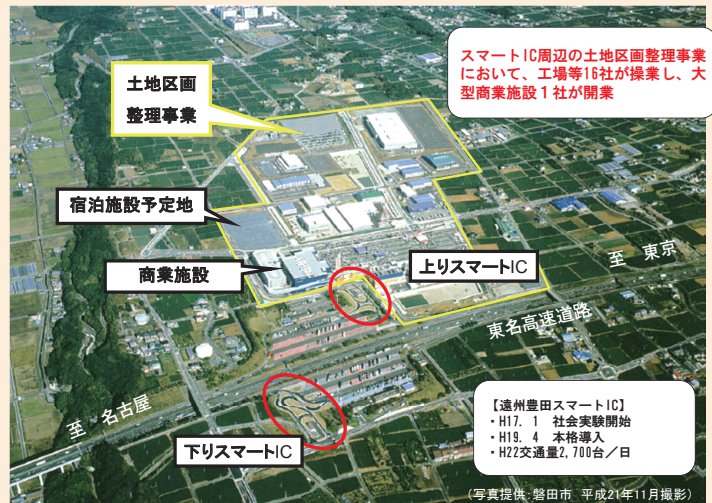 スマートIC周辺の土地区画整理事業
において、工場等16社が操業し、大
型商業施設１社が開業
土地区画
整理事業
宿泊施設予定地
商業施設
上りスマートIC
至 東京
東名高速道路
至 名古屋
下りスマートIC
【遠州豊田スマートIC】
・H17. 1 社会実験開始
・H19. 4 本格導入
・H22交通量2,700台／日
(写真提供:磐田市 平成21年11月撮影)